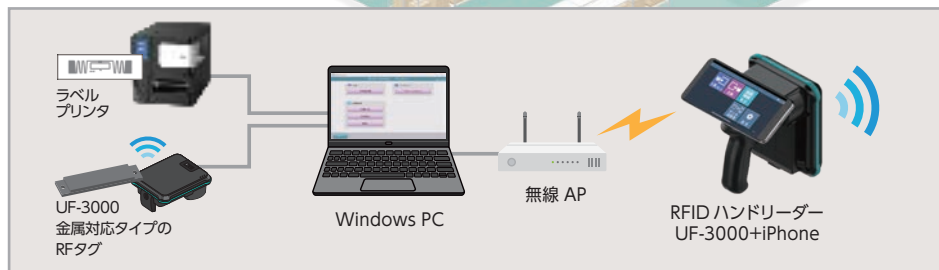 ラベル
プリンタ
UF-3000
金属対応タイプの
RFタグ
Windows PC
無線 AP
RFID ハンドリーダー
UF-3000+iPhone